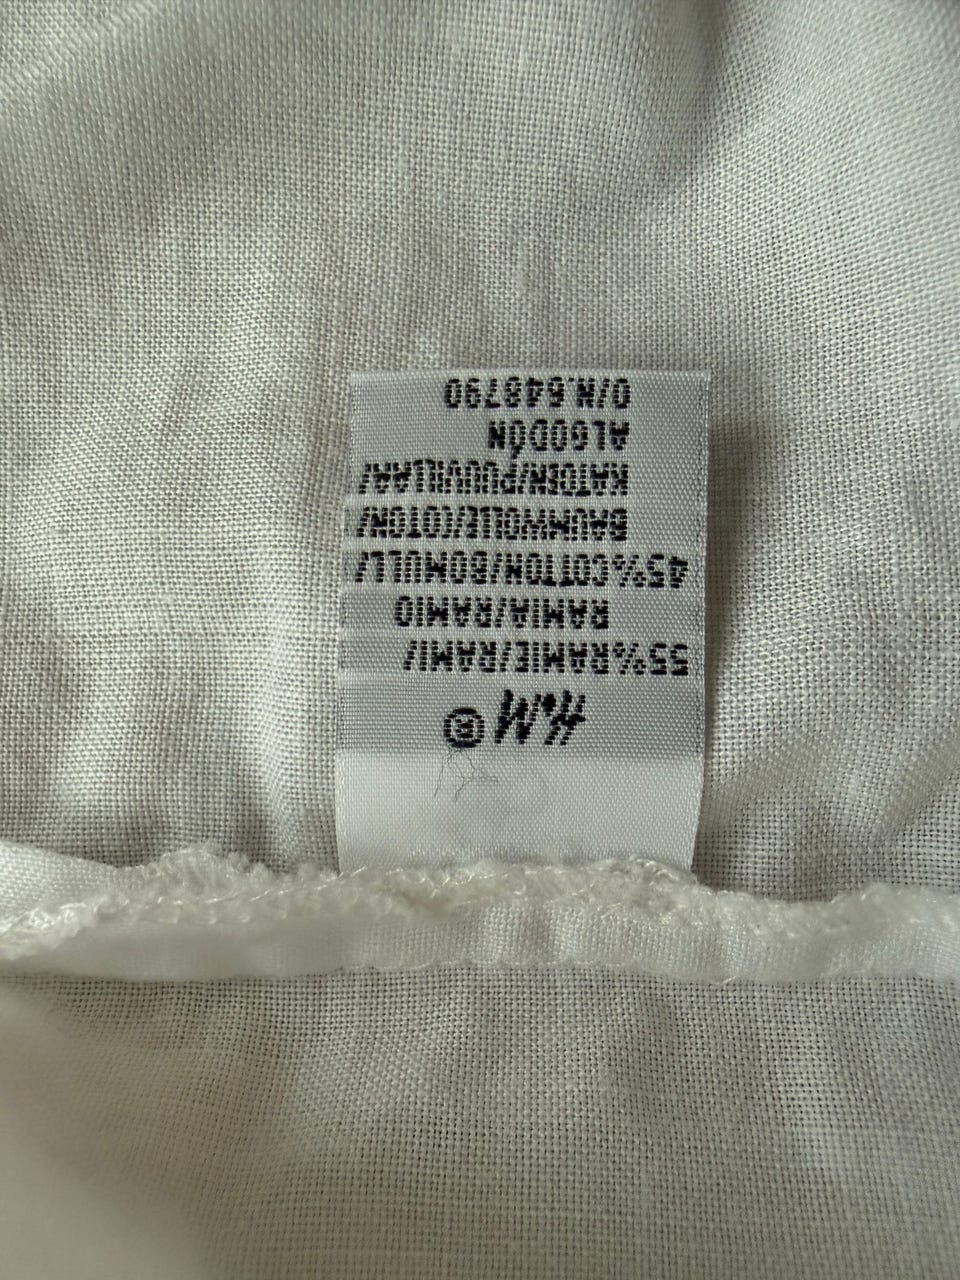 H&M ®
55%RAMIE/RAMI/
RAMIA/RAMIO
45%COTTON/BOMULL/
BAUMWOLLE/COTON/
KATOEN/PUUVILLAA/
ALGODÓN
O/N.648790